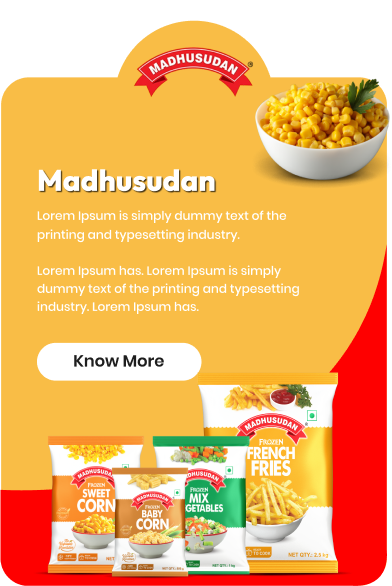 MADHUSUDAN
®
Madhusudan
Lorem Ipsum is simply dummy text of the
printing and typesetting industry.
Lorem Ipsum has. Lorem Ipsum is simply
dummy text of the printing and typesetting
industry. Lorem Ipsum has.
Know More
MADHUSUDAN
FROZEN
FRENCH
FRIES
NET QTY.: 2.5 kg
MADHUSUDAN
FROZEN
SWEET
CORN
MADHUSUDAN
FROZEN
BABY
CORN
MADHUSUDAN
FROZEN
MIX
GETABLES